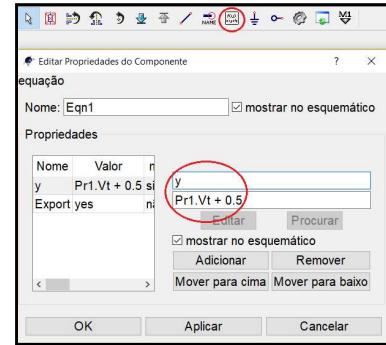 NAME
Editar Propriedades do Componente ? X
equação
Nome: Eqn1 mostrar no esquemático
Propriedades
Nome Valor
y Pr1.Vt + 0.5 si
Export yes
y
Pr1.Vt + 0.5
Editar Procurar
mostrar no esquemático
Adicionar Remover
Mover para cima Mover para baixo
OK Aplicar Cancelar